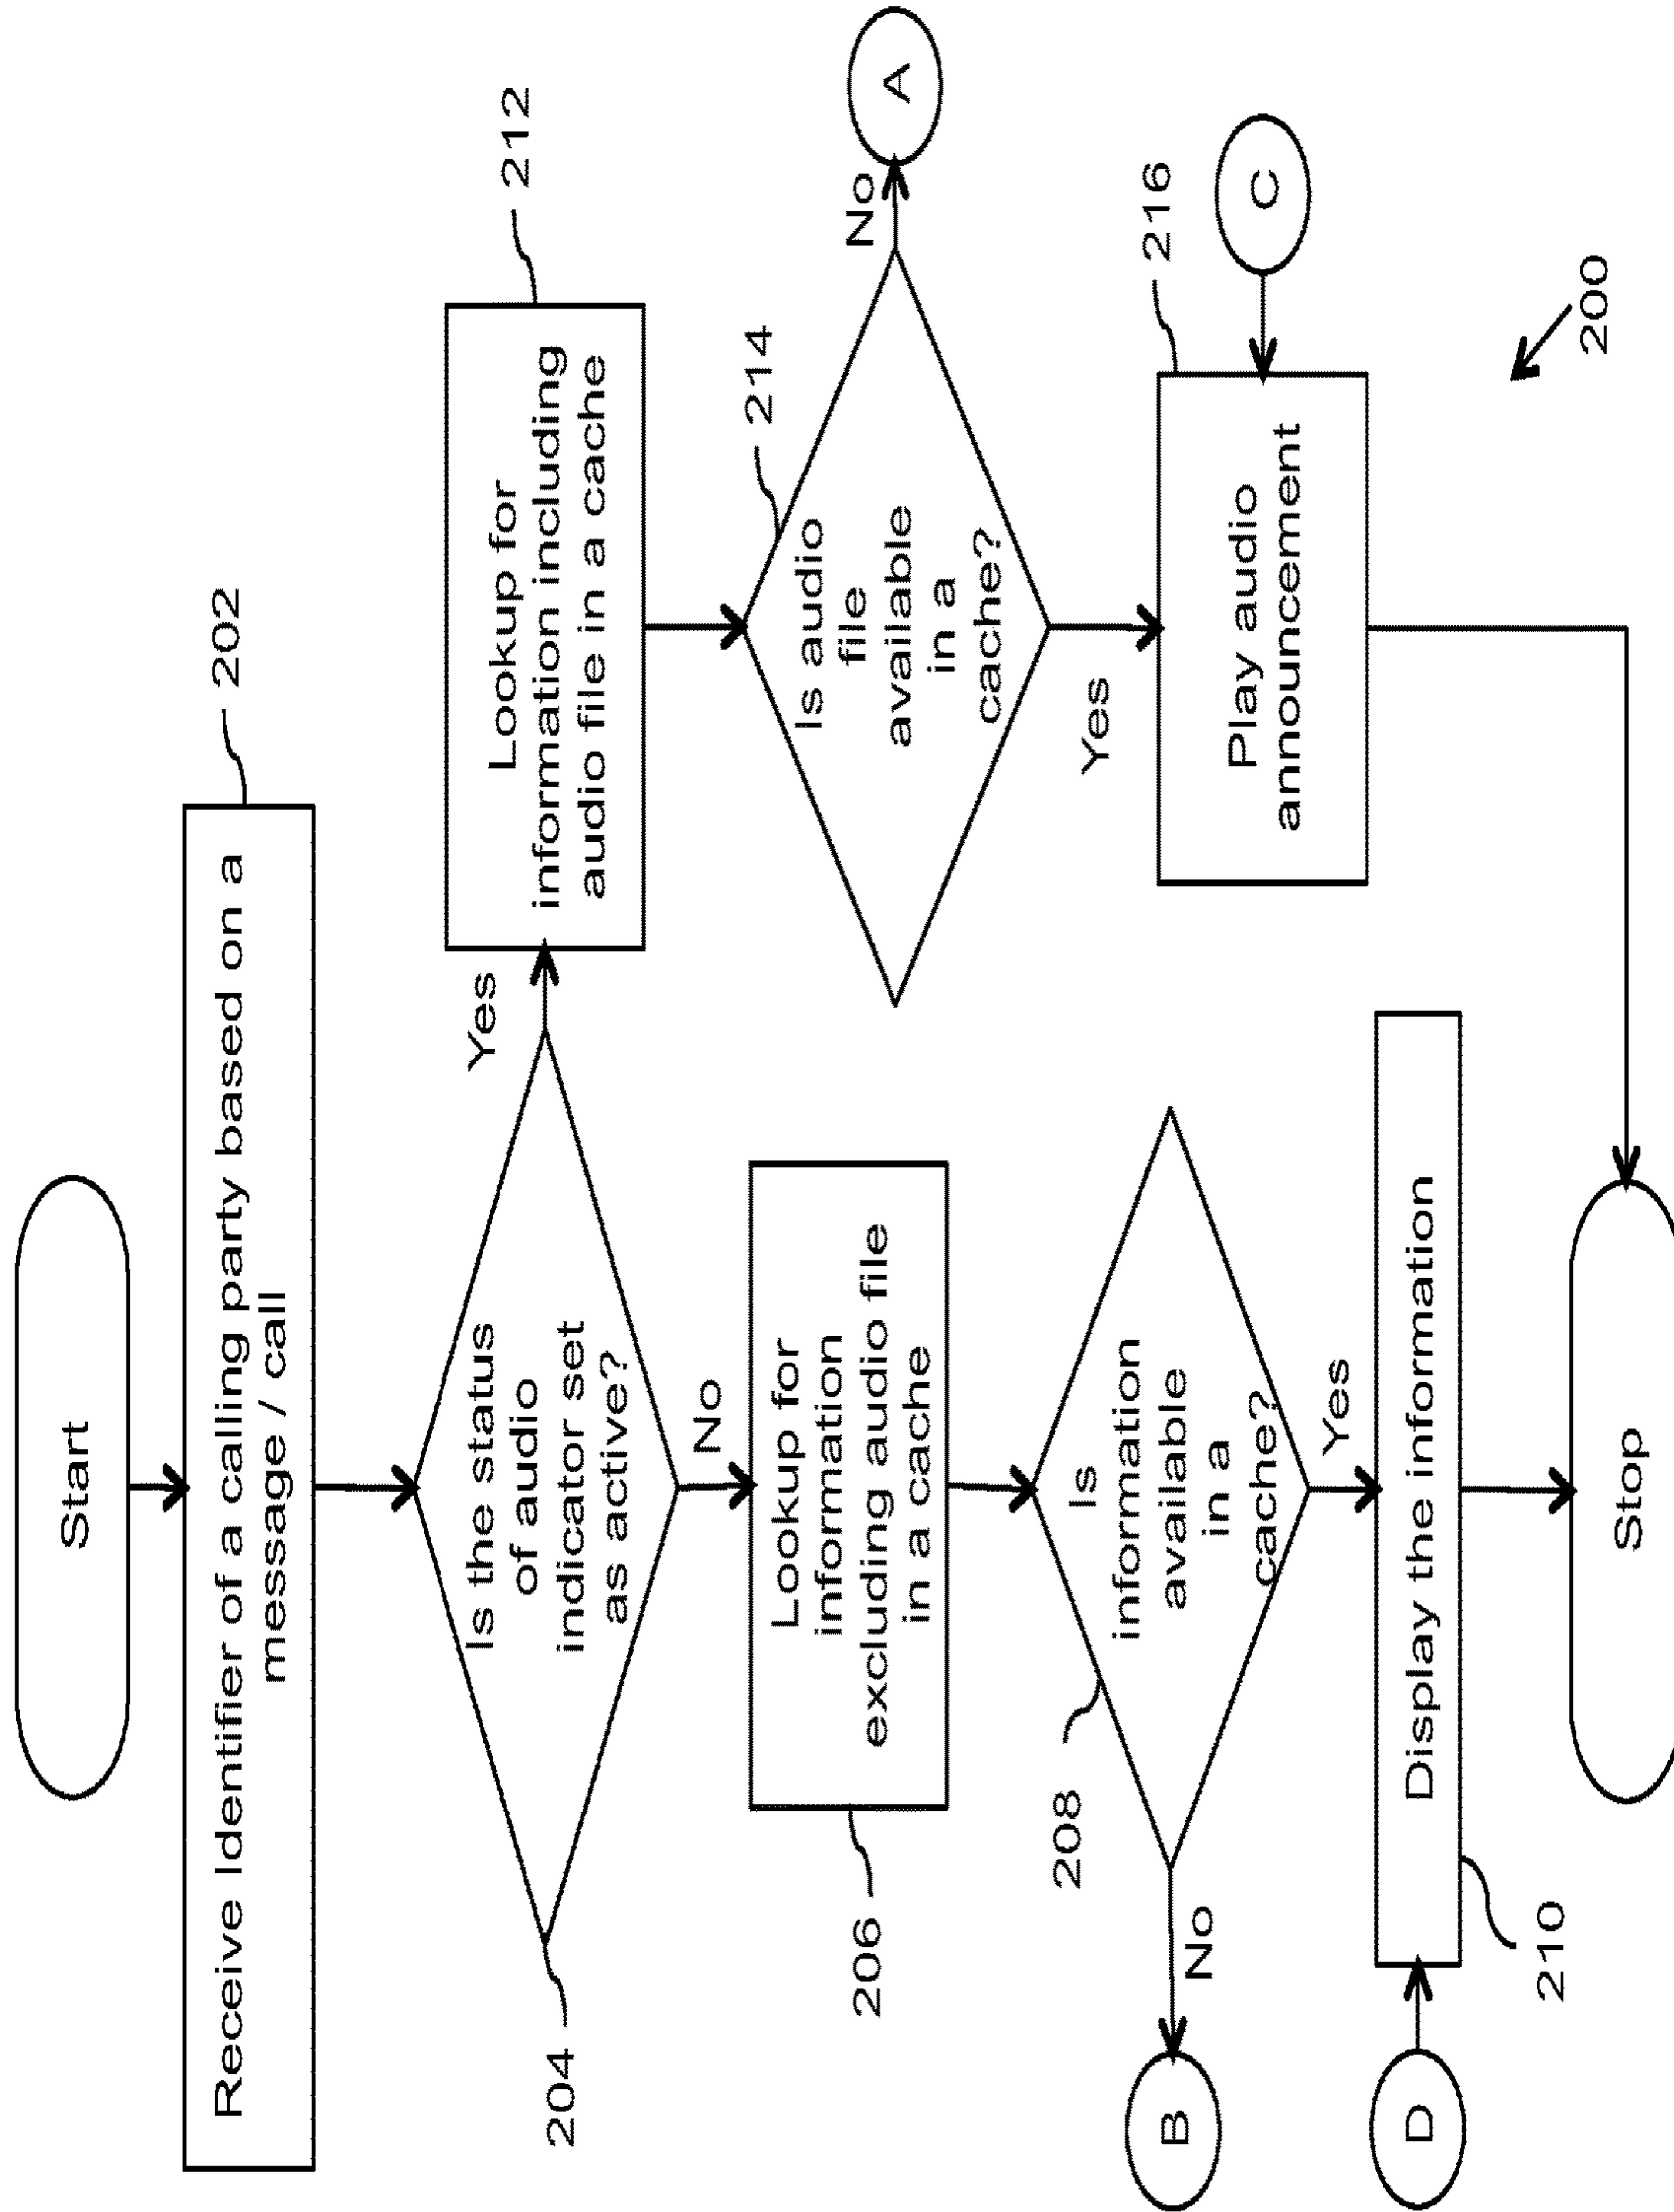 Start
Receive Identifier of a calling party based on a
message / call
202
Is the status
of audio
indicator set
as active?
204
Yes
No
Lookup for
information including
audio file in a cache
212
Lookup for
information
excluding audio file
in a cache
206
Is audio
file
available
in a
cache?
214
No
A
Yes
Is
information
available
in a
cache?
208
No
B
Yes
Play audio
announcement
216
C
D
Display the information
210
Stop
200